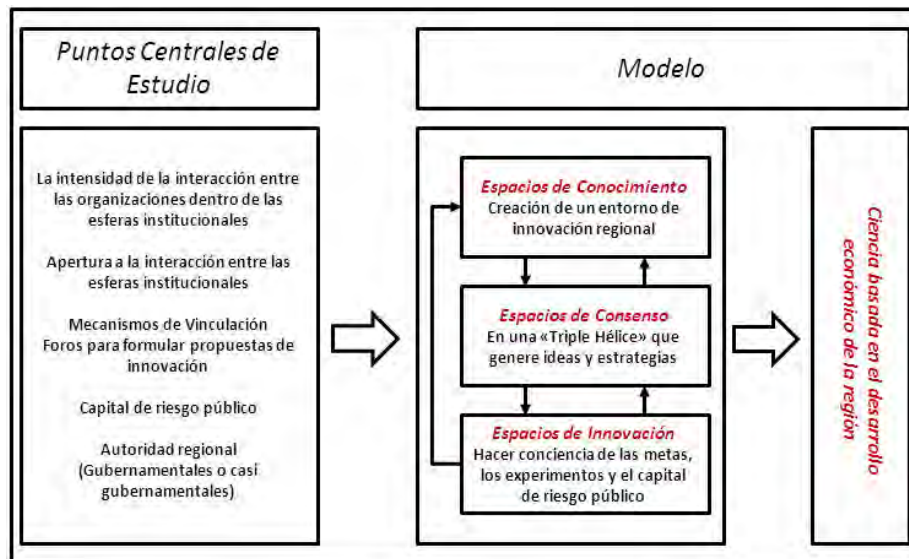 Puntos Centrales de
Estudio
Modelo
La intensidad de la interacción entre
las organizaciones dentro de las
esferas institucionales
Apertura a la interacción entre las
esferas institucionales
Mecanismos de Vinculación
Foros para formular propuestas de
innovación
Capital de riesgo público
Autoridad regional
(Gubernamentales o casi
gubernamentales)
Espacios de Conocimiento
Creación de un entorno de
innovación regional
Espacios de Consenso
En una «Triple Hélice» que
genere ideas y estrategias
Espacios de Innovación
Hacer conciencia de las metas,
los experimentos y el capital
de riesgo público
Ciencia basada en el desarrollo
económico de la región